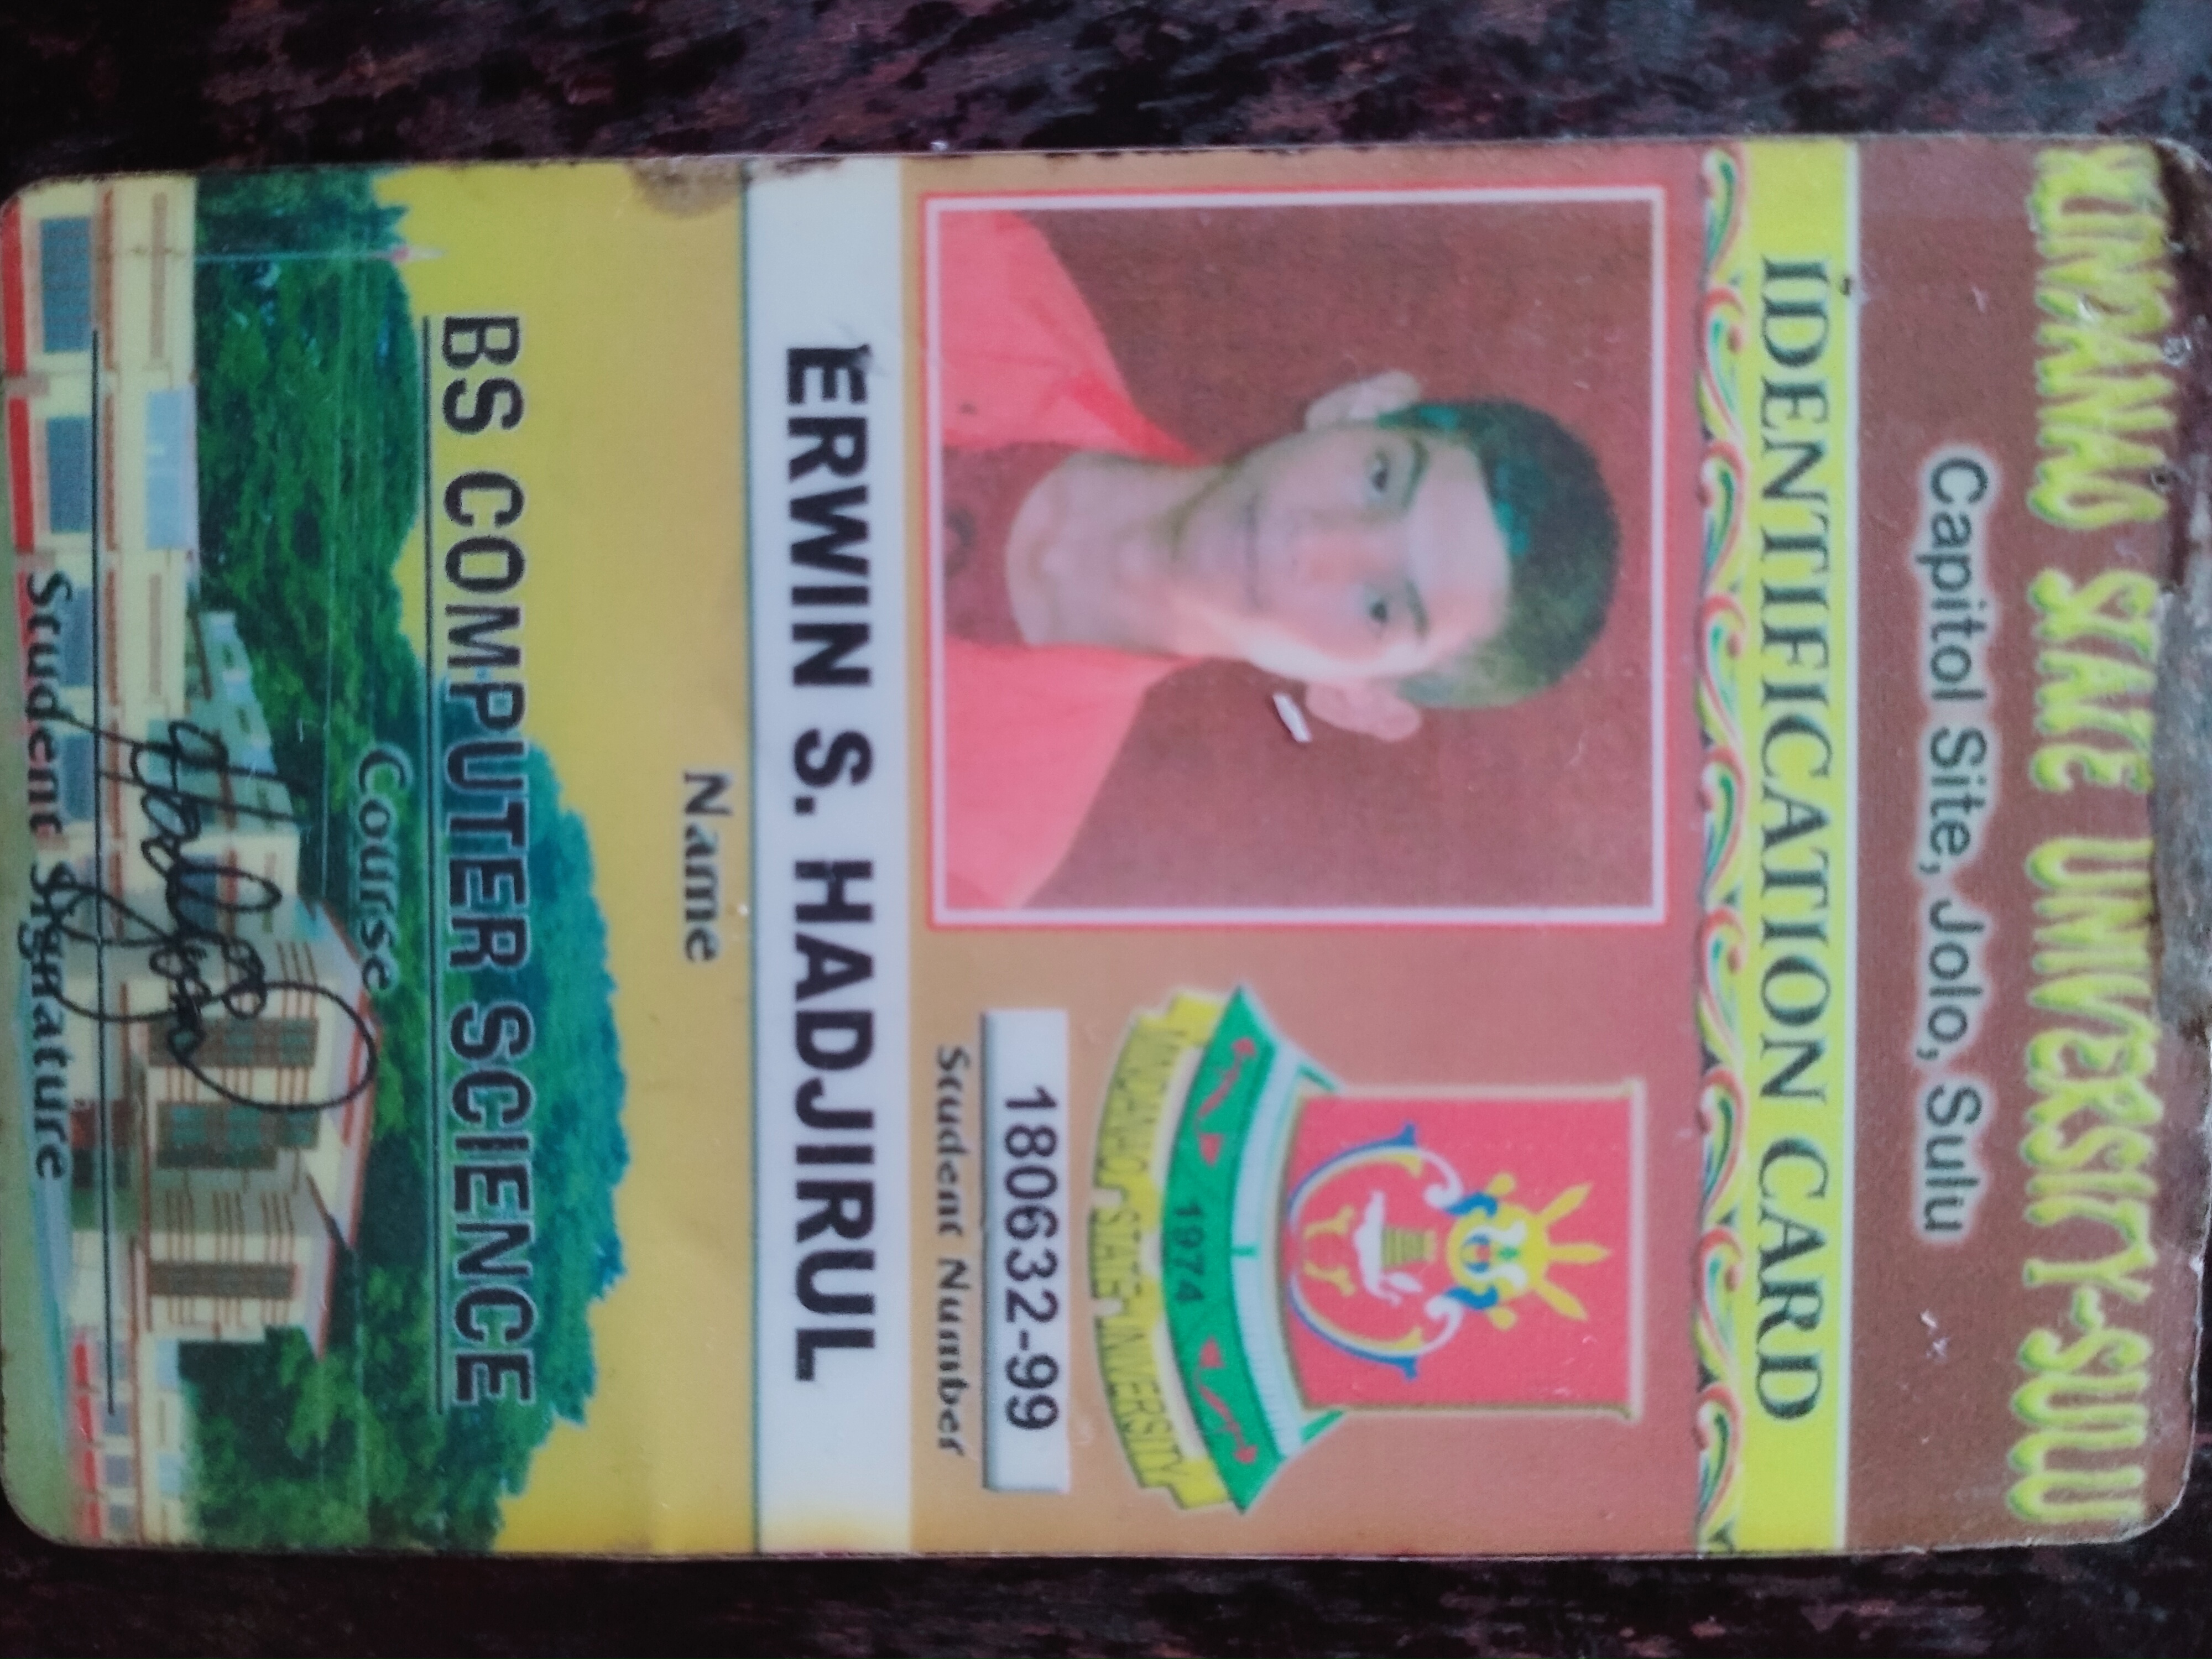 MINDANAO STATE UNIVERSITY-SULU
Capitol Site, Jolo, Sulu
IDENTIFICATION CARD
1974
MINDANAO STATE UNIVERSITY
180632-99
Student Number
ERWIN S. HADJIRUL
Name
BS COMPUTER SCIENCE
Course
Student Signature